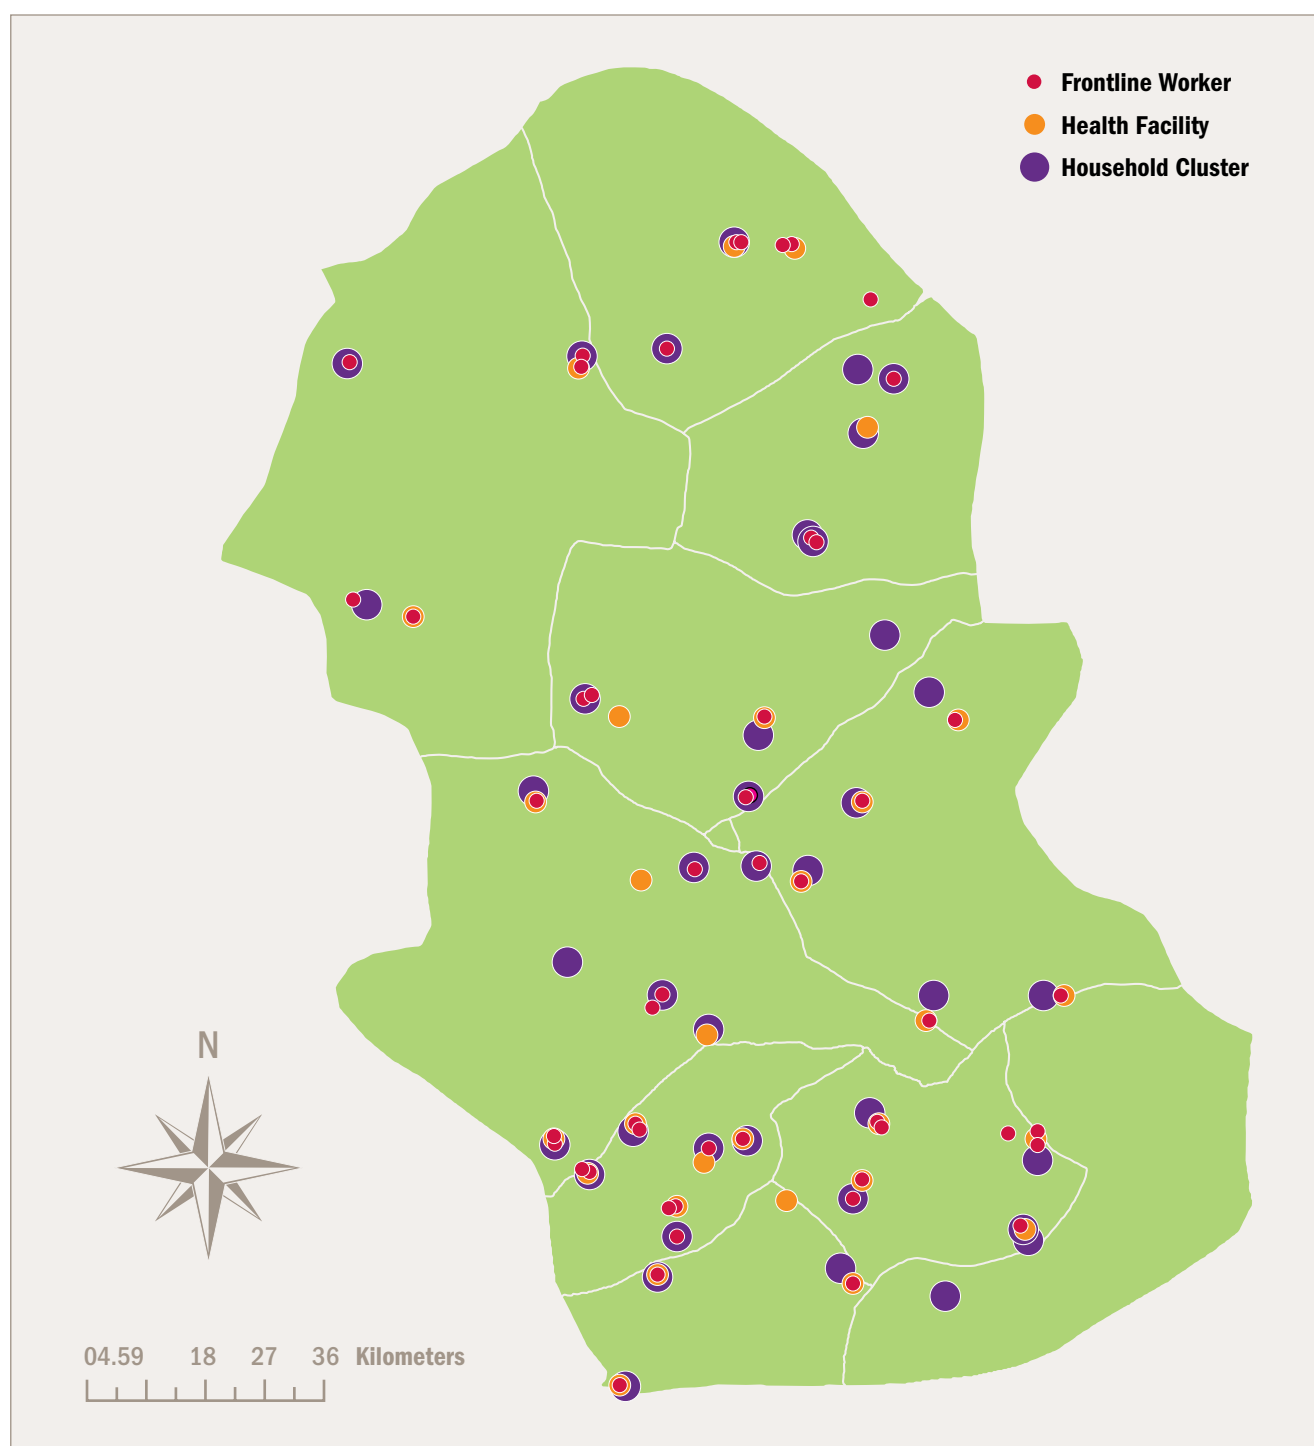 Frontline Worker
Health Facility
Household Cluster
N
04.59 18 27 36 Kilometers